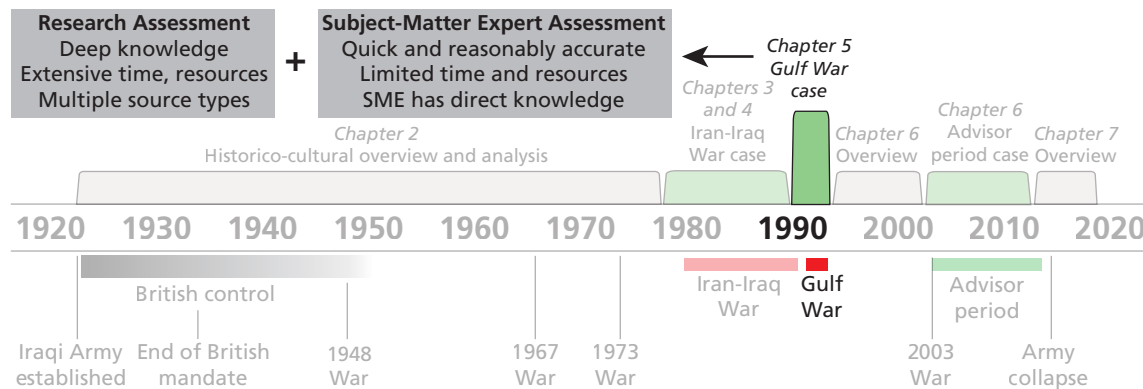 Research Assessment
Deep knowledge
Extensive time, resources
Multiple source types
+
Subject-Matter Expert Assessment
Quick and reasonably accurate
Limited time and resources
SME has direct knowledge
Chapter 5
Gulf War
case
Chapter 2
Historico-cultural overview and analysis
Chapters 3
and 4
Iran-Iraq
War case
Chapter 6
Overview
Chapter 6
Advisor
period case
Chapter 7
Overview
1920 1930 1940 1950 1960 1970 1980 1990 2000 2010 2020
British control
Iran-Iraq
War
Gulf
War
Advisor
period
Iraqi Army
established
End of British
mandate
1948
War
1967
War
1973
War
2003
War
Army
collapse